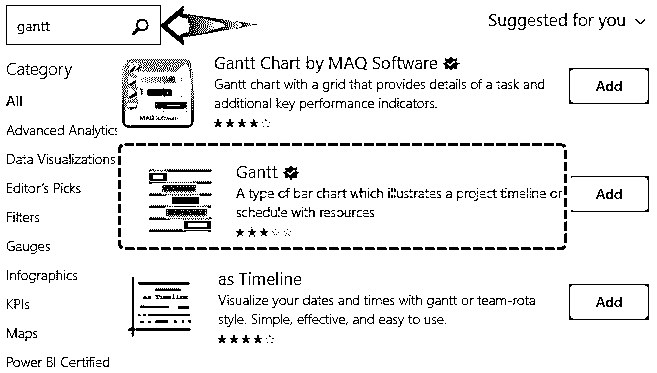 gantt
Suggested for you
Category
All
Advanced Analytics
Data Visualizations
Editor's Picks
Filters
Gauges
Infographics
KPIs
Maps
Power BI Certified
Gantt Chart by MAQ Software
Gantt chart with a grid that provides details of a task and
additional key performance indicators.
MAQ Software
Add
Gantt
A type of bar chart which illustrates a project timeline or
schedule with resources
Add
as Timeline
as Timeline
Visualize your dates and times with gantt or team-rota
style. Simple, effective, and easy to use.
Add